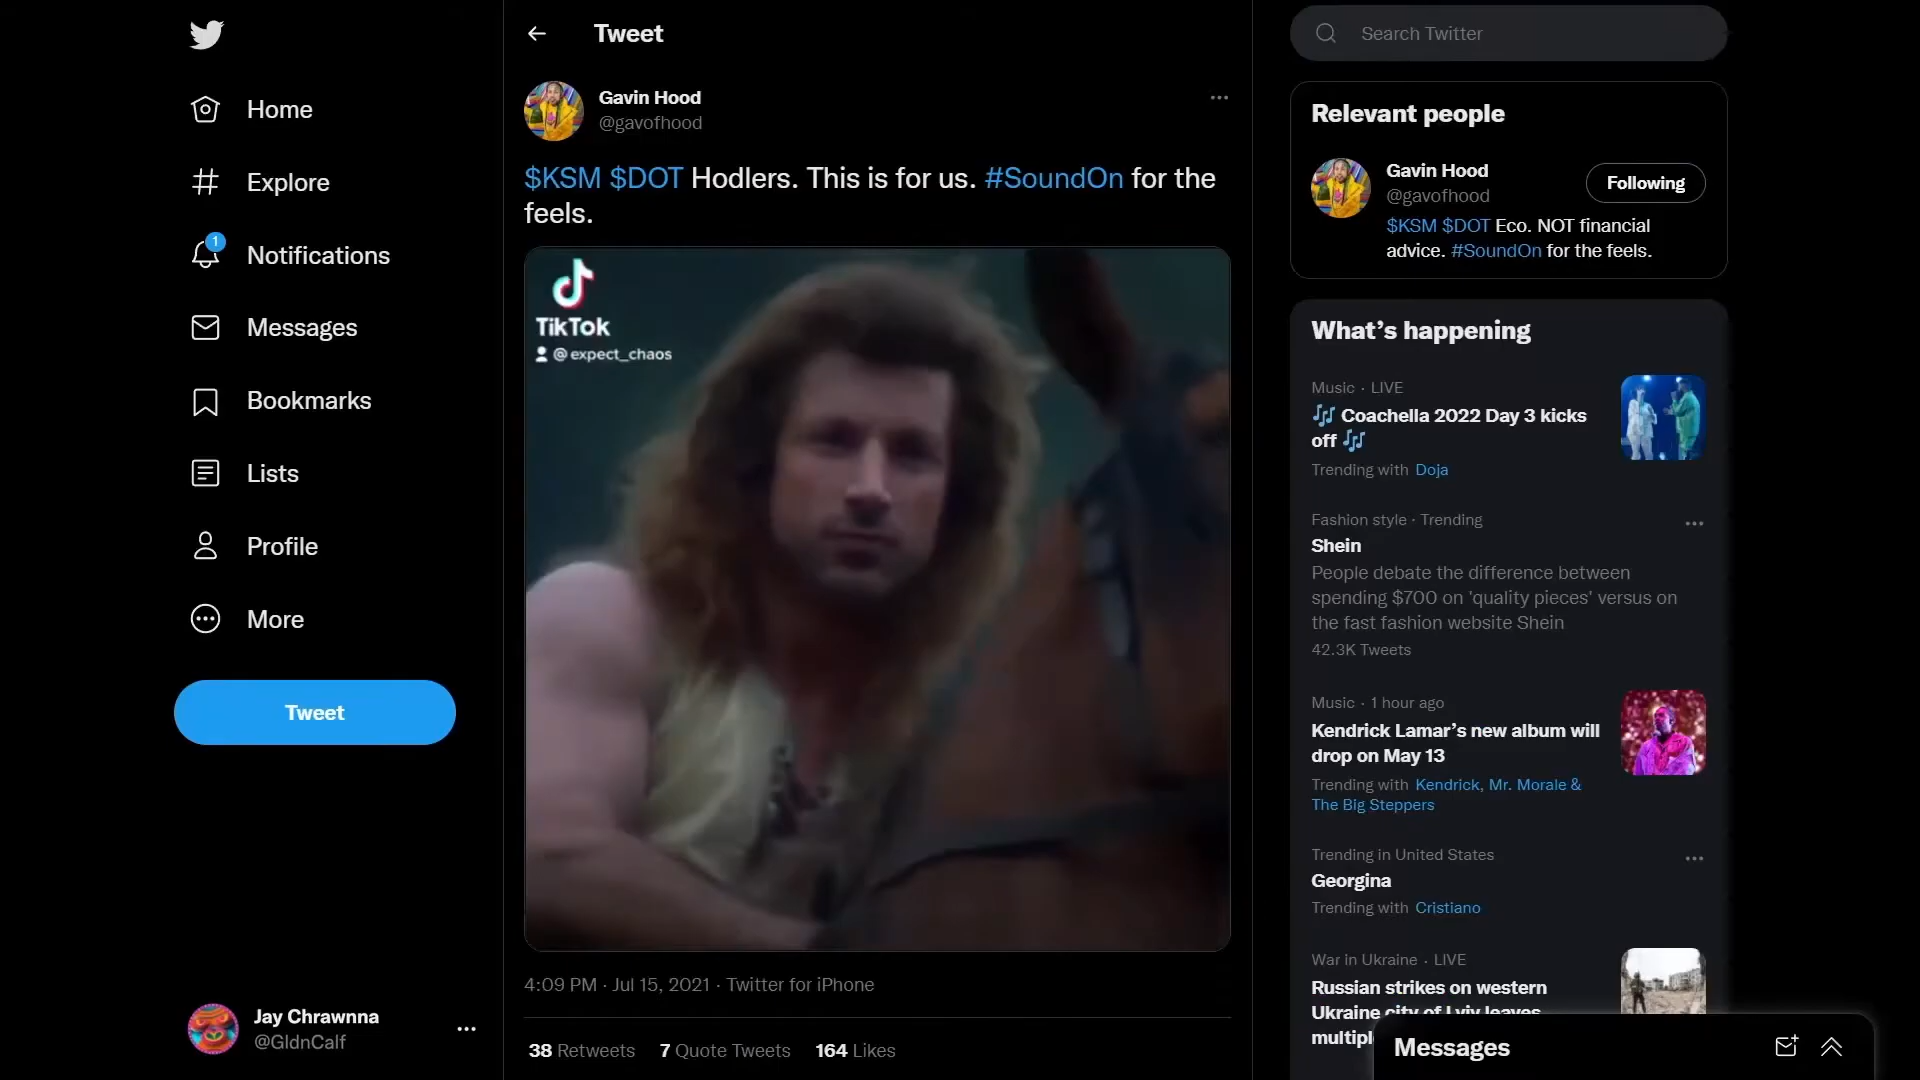 Home
Explore
1
Notifications
Messages
Bookmarks
Lists
Profile
More
Tweet
Jay Chrawnna
@GldnCalf
Tweet
Gavin Hood
@gavofhood
$KSM $DOT Hodlers. This is for us. #SoundOn for the
feels.
TikTok
@expect_chaos
4:09 PM · Jul 15, 2021 · Twitter for iPhone
38 Retweets 7 Quote Tweets 164 Likes
Search Twitter
Relevant people
Gavin Hood
@gavofhood
Following
$KSM $DOT Eco. NOT financial
advice. #SoundOn for the feels.
What's happening
Music · LIVE
🎶 Coachella 2022 Day 3 kicks
off 🎶
Trending with Doja
Fashion style · Trending
Shein
People debate the difference between
spending $700 on 'quality pieces' versus on
the fast fashion website Shein
42.3K Tweets
Music · 1 hour ago
Kendrick Lamar's new album will
drop on May 13
Trending with Kendrick, Mr. Morale &
The Big Steppers
Trending in United States
Georgina
Trending with Cristiano
War in Ukraine · LIVE
Russian strikes on western
Ukraine city of Lviv leaves
Messages